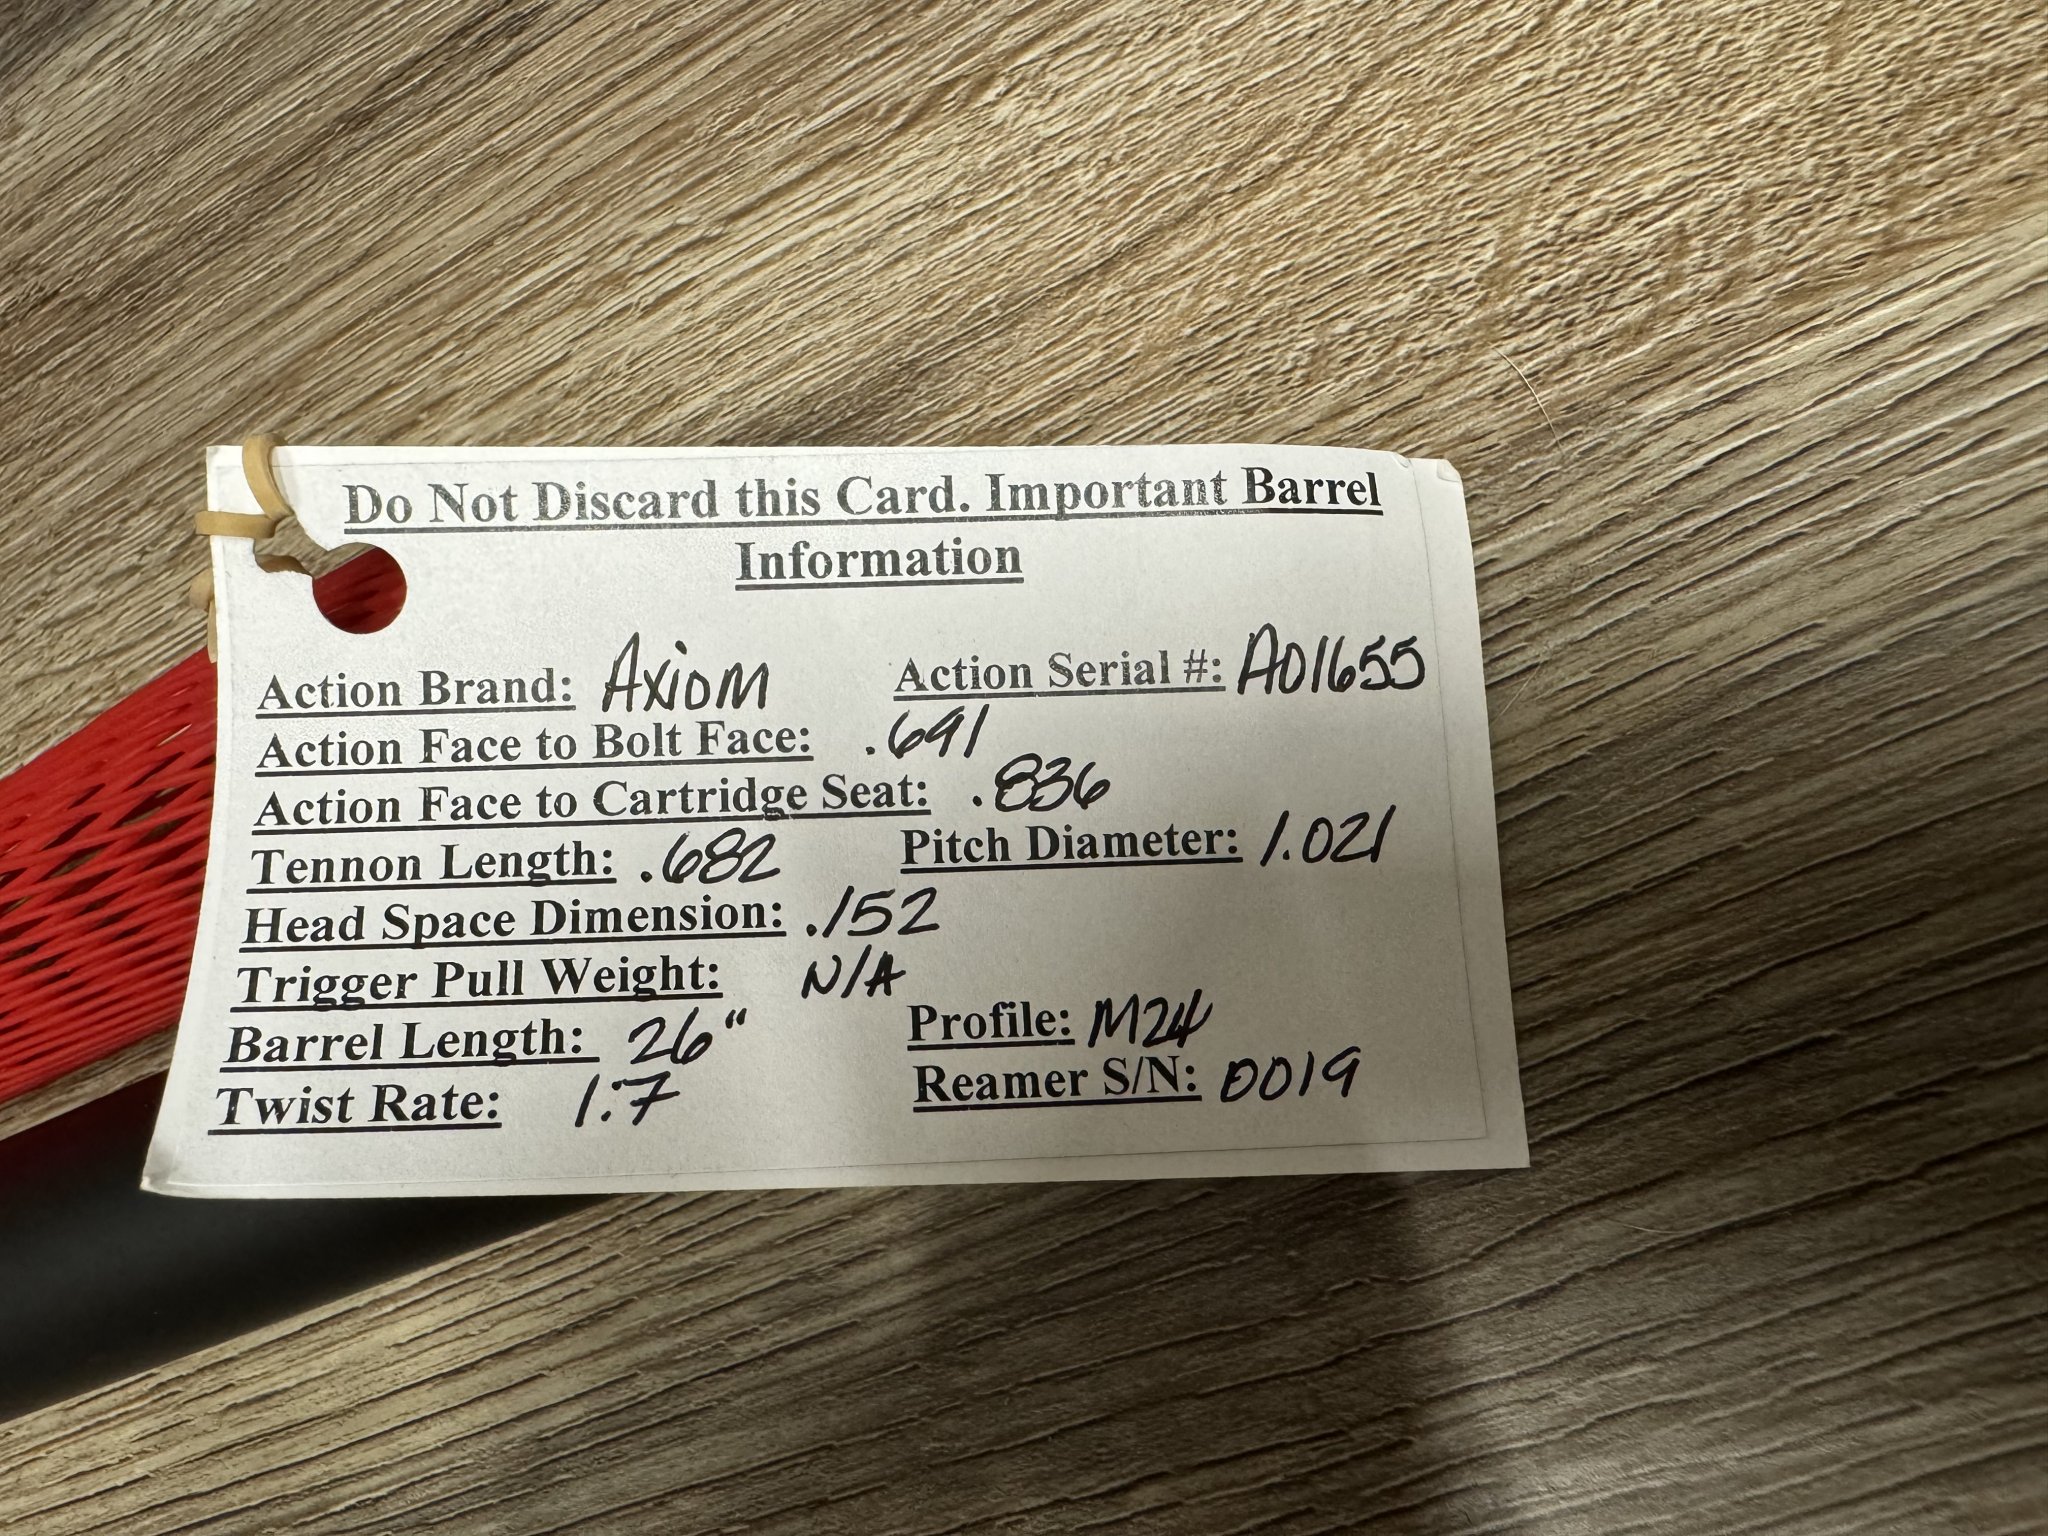 Do Not Discard this Card. Important Barrel
Information
Action Brand: Axiom Action Serial #: A01655
Action Face to Bolt Face: .691
Action Face to Cartridge Seat: .836
Tennon Length: .682 Pitch Diameter: 1.021
Head Space Dimension: .152
Trigger Pull Weight: N/A
Barrel Length: 26" Profile: M24
Twist Rate: 1:7 Reamer S/N: 0019